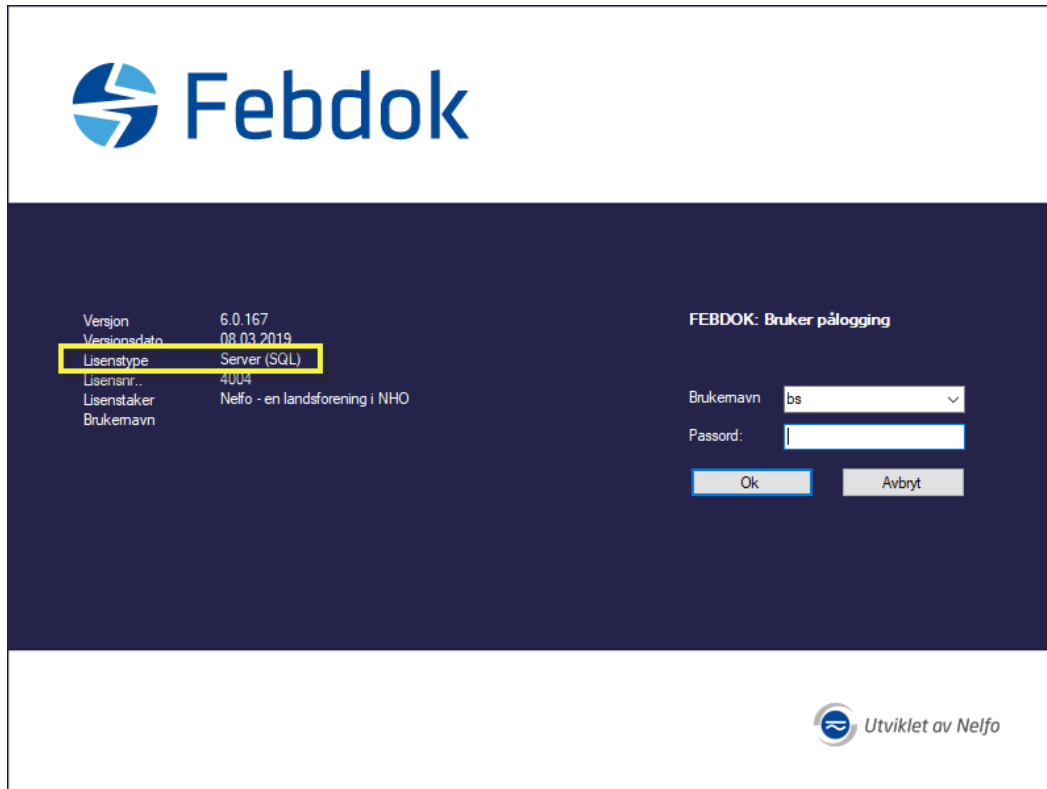 Febdok
Versjon 6.0.167
Versjonsdato 08.03.2019
Lisenstype Server (SQL)
Lisensnr.. 4004
Lisenstaker Nelfo - en landsforening i NHO
Brukernavn
FEBDOK: Bruker pålogging
Brukernavn bs
Passord:
Ok Avbryt
Utviklet av Nelfo